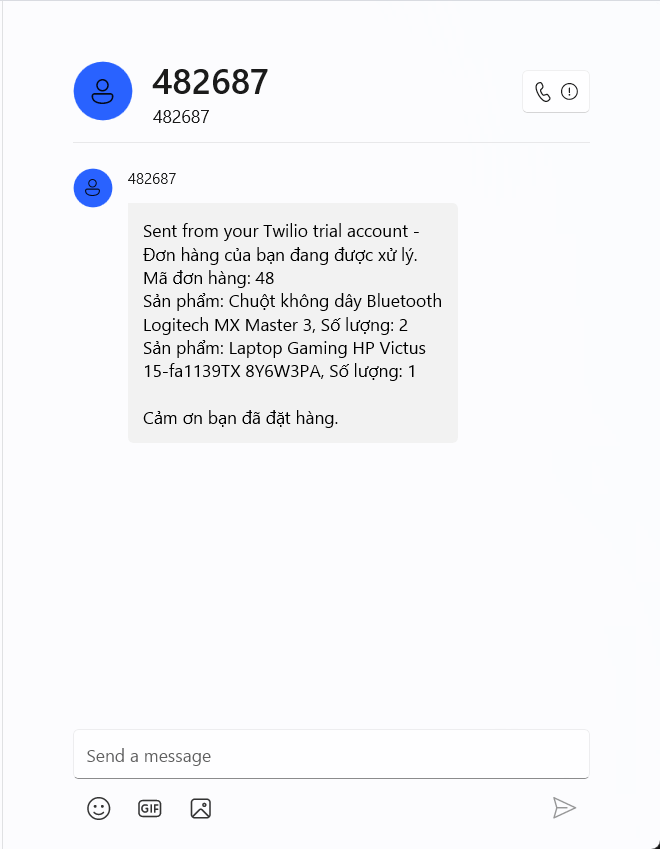 482687
482687
482687
Sent from your Twilio trial account -
Đơn hàng của bạn đang được xử lý.
Mã đơn hàng: 48
Sản phẩm: Chuột không dây Bluetooth
Logitech MX Master 3, Số lượng: 2
Sản phẩm: Laptop Gaming HP Victus
15-fa1139TX 8Y6W3PA, Số lượng: 1
Cảm ơn bạn đã đặt hàng.
Send a message
GIF